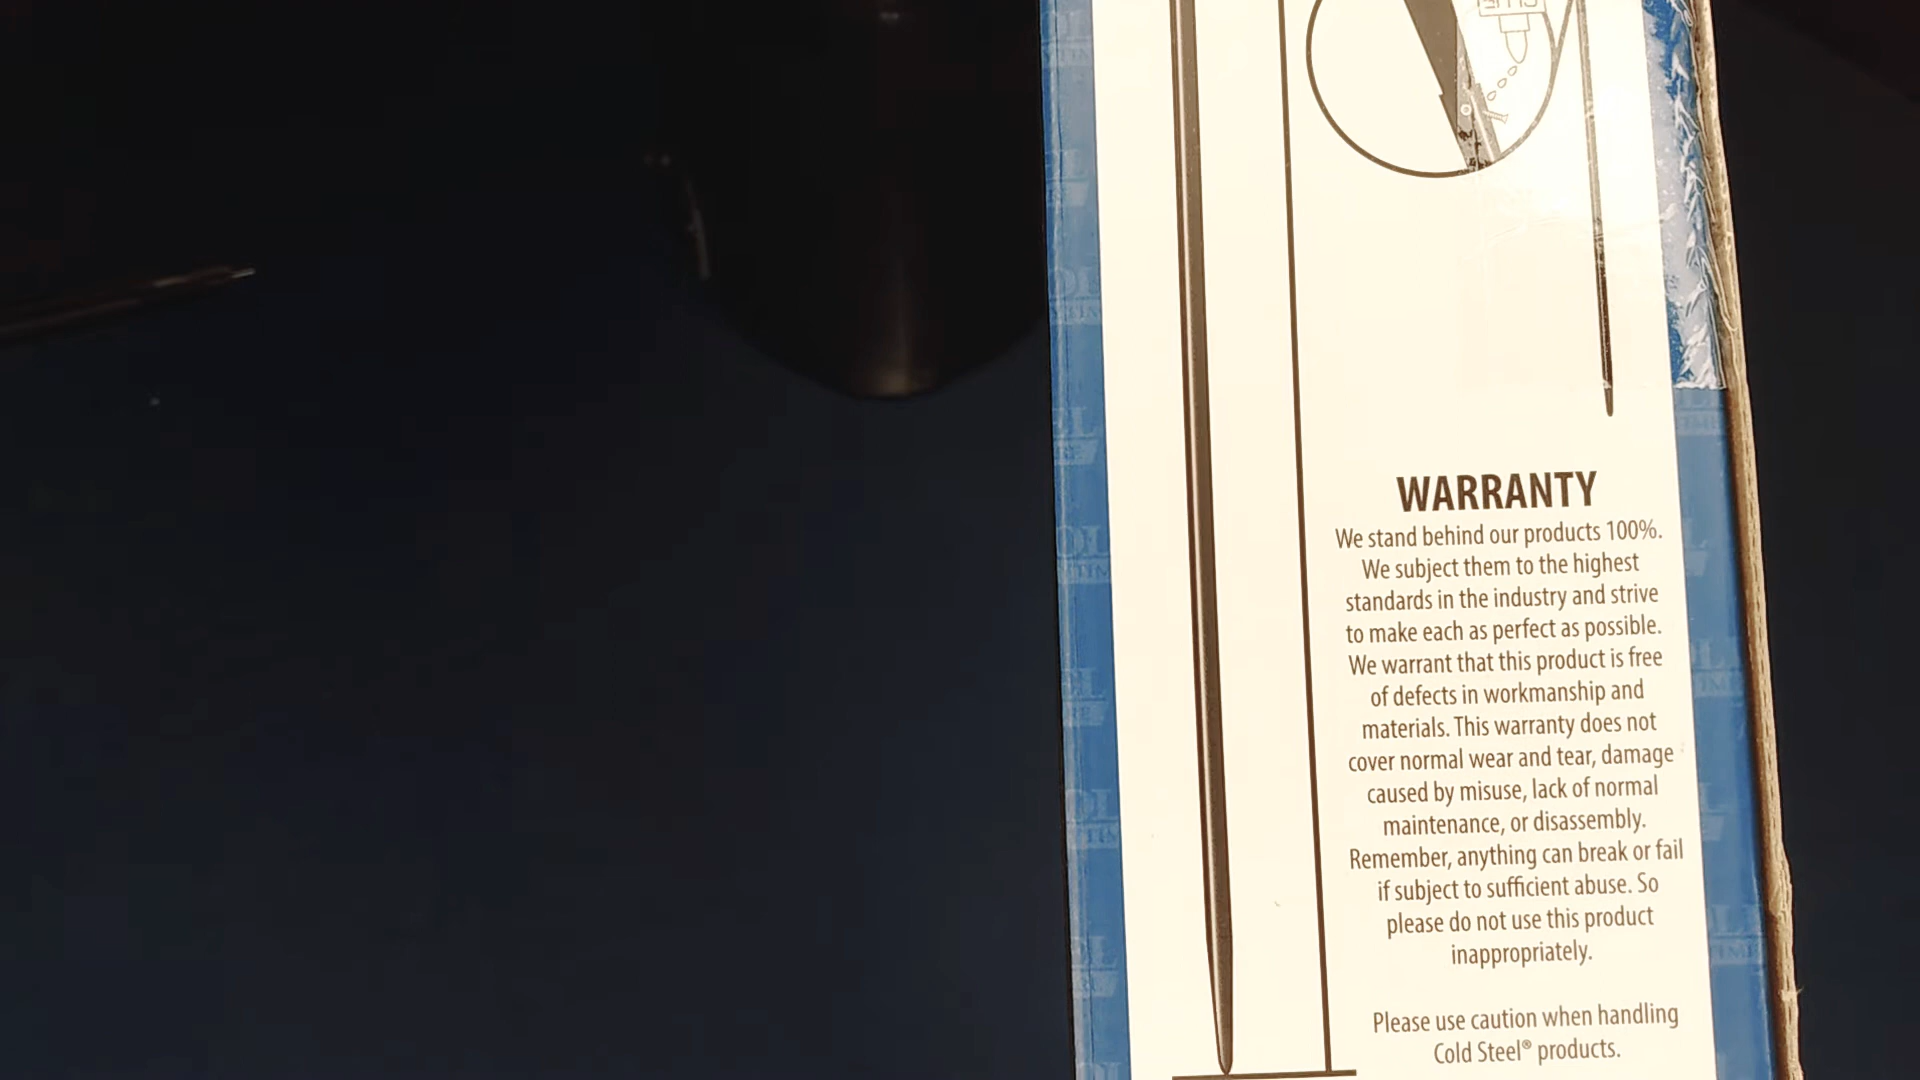 WARRANTY
We stand behind our products 100%.
We subject them to the highest
standards in the industry and strive
to make each as perfect as possible.
We warrant that this product is free
of defects in workmanship and
materials. This warranty does not
cover normal wear and tear, damage
caused by misuse, lack of normal
maintenance, or disassembly.
Remember, anything can break or fail
if subject to sufficient abuse. So
please do not use this product
inappropriately.
Please use caution when handling
Cold Steel® products.